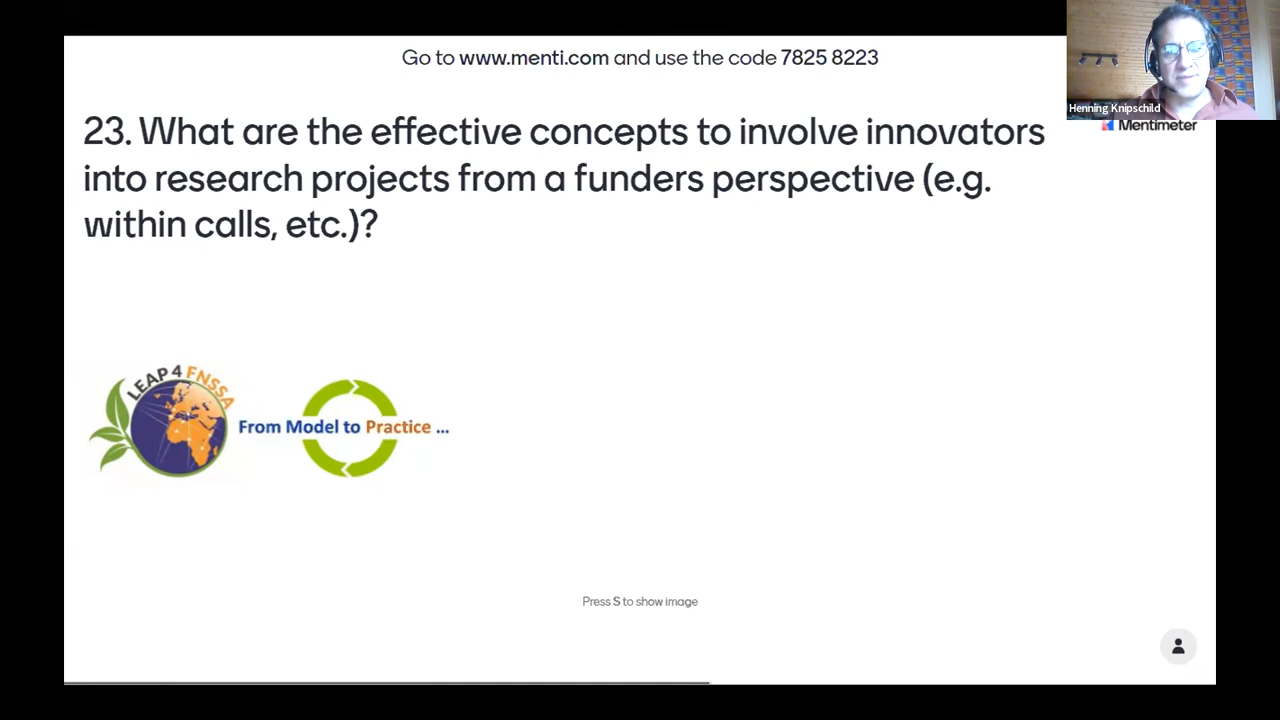 Go to www.menti.com and use the code 7825 8223
Henning Knipschild
Mentimeter
23. What are the effective concepts to involve innovators
into research projects from a funders perspective (e.g.
within calls, etc.)?
LEAP4FNSSA
From Model to Practice ...
Press S to show image